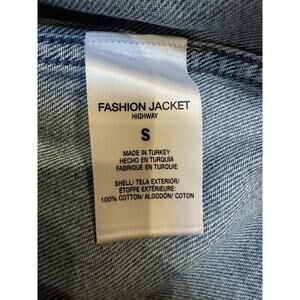 FASHION JACKET
HIGHWAY
S
MADE IN TURKEY
HECHO EN TURQUÍA
FABRIQUÉ EN TURQUIE
SHELL/ TELA EXTERIOR/
ÉTOFFE EXTÉRIEURE:
100% COTTON/ ALGODÓN/ COTON